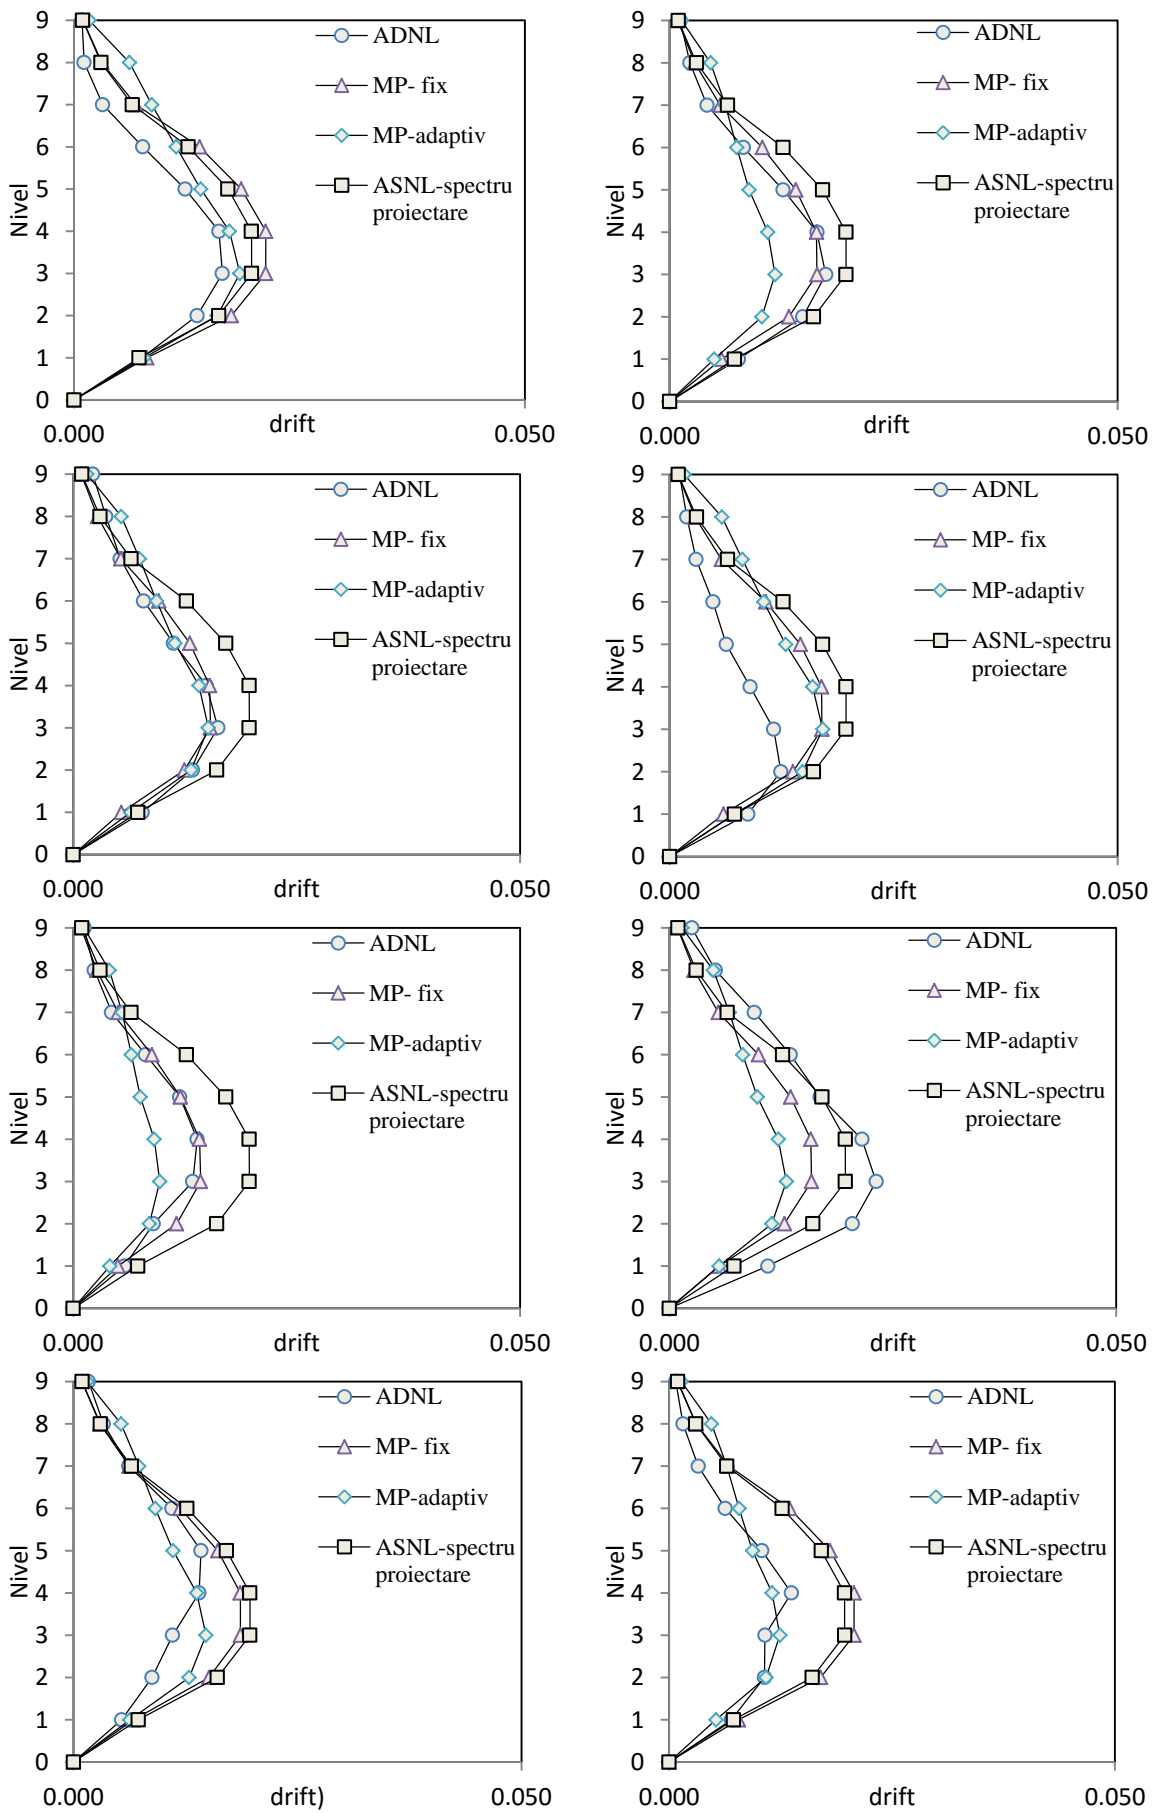 9
8
7
6
5
4
3
2
1
0
Nivel
0.000
drift
0.050
ADNL
MP- fix
MP-adaptiv
ASNL-spectru
proiectare
9
8
7
6
5
4
3
2
1
0
Nivel
0.000
drift
0.050
ADNL
MP- fix
MP-adaptiv
ASNL-spectru
proiectare
9
8
7
6
5
4
3
2
1
0
Nivel
0.000
drift
0.050
ADNL
MP- fix
MP-adaptiv
ASNL-spectru
proiectare
9
8
7
6
5
4
3
2
1
0
Nivel
0.000
drift
0.050
ADNL
MP- fix
MP-adaptiv
ASNL-spectru
proiectare
9
8
7
6
5
4
3
2
1
0
Nivel
0.000
drift
0.050
ADNL
MP- fix
MP-adaptiv
ASNL-spectru
proiectare
9
8
7
6
5
4
3
2
1
0
Nivel
0.000
drift
0.050
ADNL
MP- fix
MP-adaptiv
ASNL-spectru
proiectare
9
8
7
6
5
4
3
2
1
0
Nivel
0.000
drift)
0.050
ADNL
MP- fix
MP-adaptiv
ASNL-spectru
proiectare
9
8
7
6
5
4
3
2
1
0
Nivel
0.000
drift
0.050
ADNL
MP- fix
MP-adaptiv
ASNL-spectru
proiectare